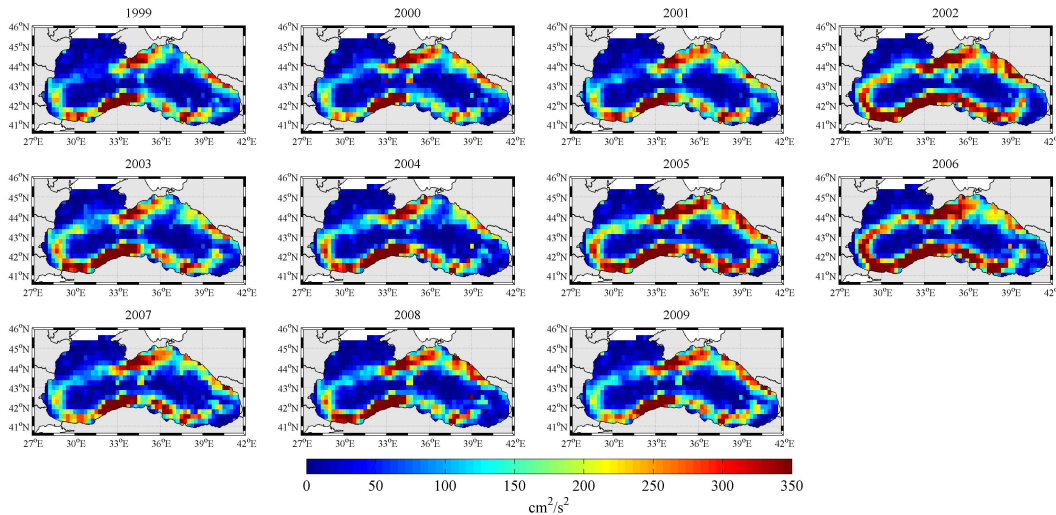 1999 2000 2001 2002
46°N 46°N 46°N 46°N
45°N 45°N 45°N 45°N
44°N 44°N 44°N 44°N
43°N 43°N 43°N 43°N
42°N 42°N 42°N 42°N
41°N 41°N 41°N 41°N
27°E 30°E 33°E 36°E 39°E 42°E 27°E 30°E 33°E 36°E 39°E 42°E 27°E 30°E 33°E 36°E 39°E 42°E 27°E 30°E 33°E 36°E 39°E 42°E
2003 2004 2005 2006
46°N 46°N 46°N 46°N
45°N 45°N 45°N 45°N
44°N 44°N 44°N 44°N
43°N 43°N 43°N 43°N
42°N 42°N 42°N 42°N
41°N 41°N 41°N 41°N
27°E 30°E 33°E 36°E 39°E 42°E 27°E 30°E 33°E 36°E 39°E 42°E 27°E 30°E 33°E 36°E 39°E 42°E 27°E 30°E 33°E 36°E 39°E 42°E
2007 2008 2009
46°N 46°N 46°N
45°N 45°N 45°N
44°N 44°N 44°N
43°N 43°N 43°N
42°N 42°N 42°N
41°N 41°N 41°N
27°E 30°E 33°E 36°E 39°E 42°E 27°E 30°E 33°E 36°E 39°E 42°E 27°E 30°E 33°E 36°E 39°E 42°E
0 50 100 150 200 250 300 350
cm²/s²